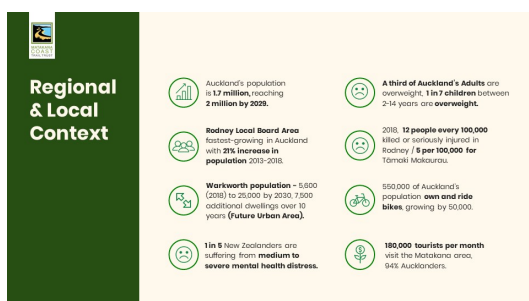 MATAKANA
COAST
TRAIL TRUST
Regional
& Local
Context
Auckland's population
is 1.7 million, reaching
2 million by 2029.
Rodney Local Board Area
fastest-growing in Auckland
with 21% increase in
population 2013-2018.
Warkworth population - 5,600
(2018) to 25,000 by 2030, 7,500
additional dwellings over 10
years (Future Urban Area).
1 in 5 New Zealanders are
suffering from medium to
severe mental health distress.
A third of Auckland's Adults are
overweight, 1 in 7 children between
2-14 years are overweight.
2018, 12 people every 100,000
killed or seriously injured in
Rodney / 5 per 100,000 for
Tāmaki Makaurau.
550,000 of Auckland's
population own and ride
bikes, growing by 50,000.
180,000 tourists per month
visit the Matakana area,
94% Aucklanders.